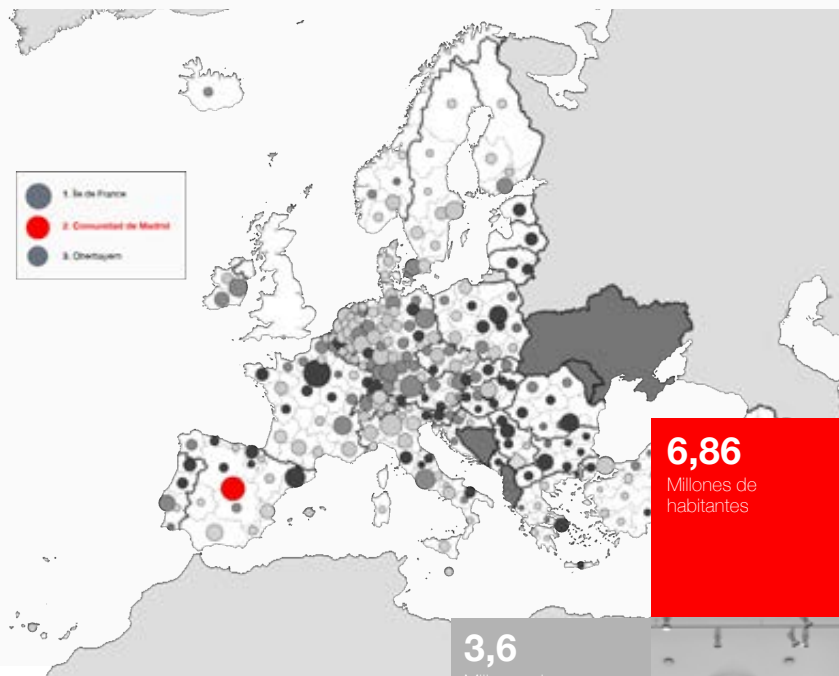 1. Île de France
2. Comunidad de Madrid
3. Oberbayern
6,86
Millones de
habitantes
3,6